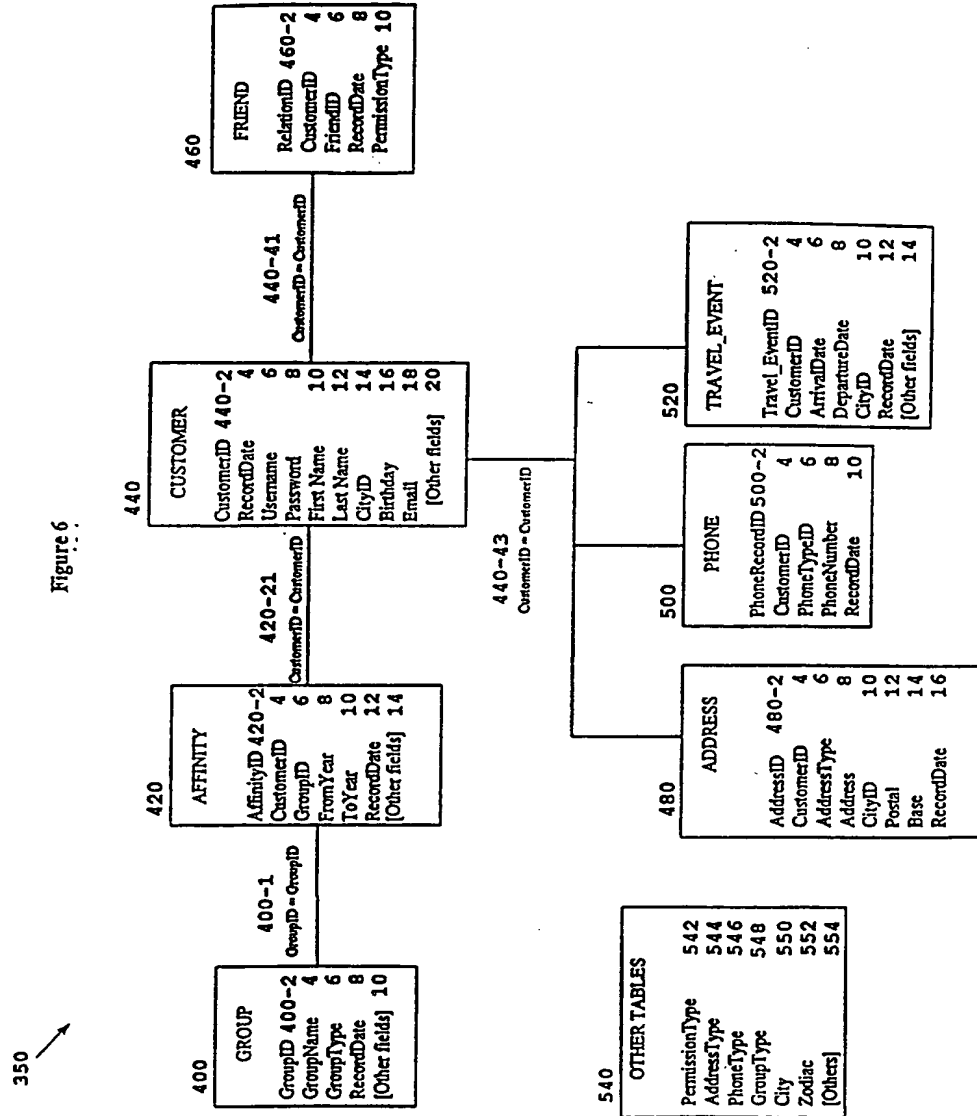 Figure 6
350
400
GROUP
GroupID 400-2
GroupName 4
GroupType 6
RecordDate 8
[Other fields] 10
400-1
GroupID = GroupID
420
AFFINITY
AffinityID 420-2
CustomerID 4
GroupID 6
FromYear 8
ToYear 10
RecordDate 12
[Other fields] 14
420-21
CustomerID = CustomerID
440
CUSTOMER
CustomerID 440-2
RecordDate 4
Username 6
Password 8
First Name 10
Last Name 12
CityID 14
Birthday 16
Email 18
[Other fields] 20
440-41
CustomerID = CustomerID
460
FRIEND
RelationID 460-2
CustomerID 4
FriendID 6
RecordDate 8
PermissionType 10
440-43
CustomerID = CustomerID
540
OTHER TABLES
PermissionType 542
AddressType 544
PhoneType 546
GroupType 548
City 550
Zodiac 552
[Others] 554
480
ADDRESS
AddressID 480-2
CustomerID 4
AddressType 6
Address 8
CityID 10
Postal 12
Base 14
RecordDate 16
500
PHONE
PhoneRecordID 500-2
CustomerID 4
PhoneTypeID 6
PhoneNumber 8
RecordDate 10
520
TRAVEL_EVENT
Travel_EventID 520-2
CustomerID 4
ArrivalDate 6
DepartureDate 8
CityID 10
RecordDate 12
[Other fields] 14